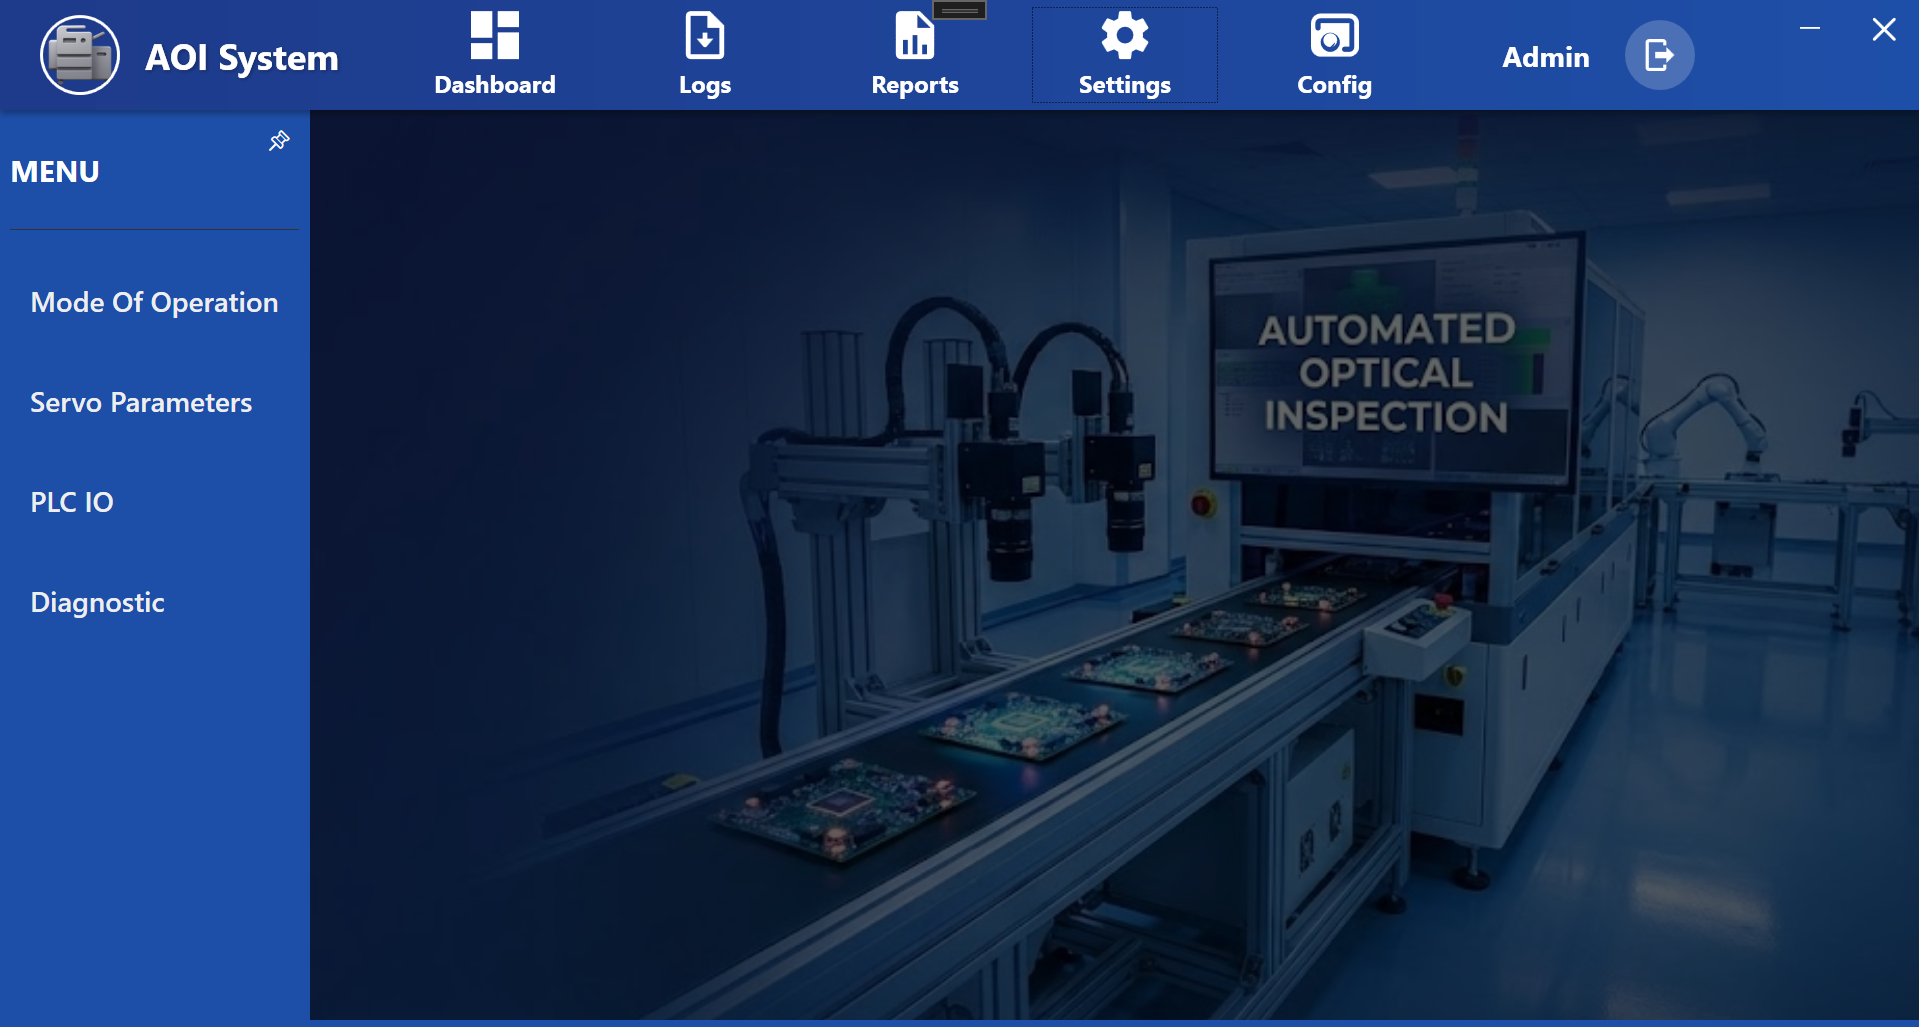 AOI System
Dashboard
Logs
Reports
Settings
Config
Admin
MENU
Mode Of Operation
Servo Parameters
PLC IO
Diagnostic
AUTOMATED
OPTICAL
INSPECTION